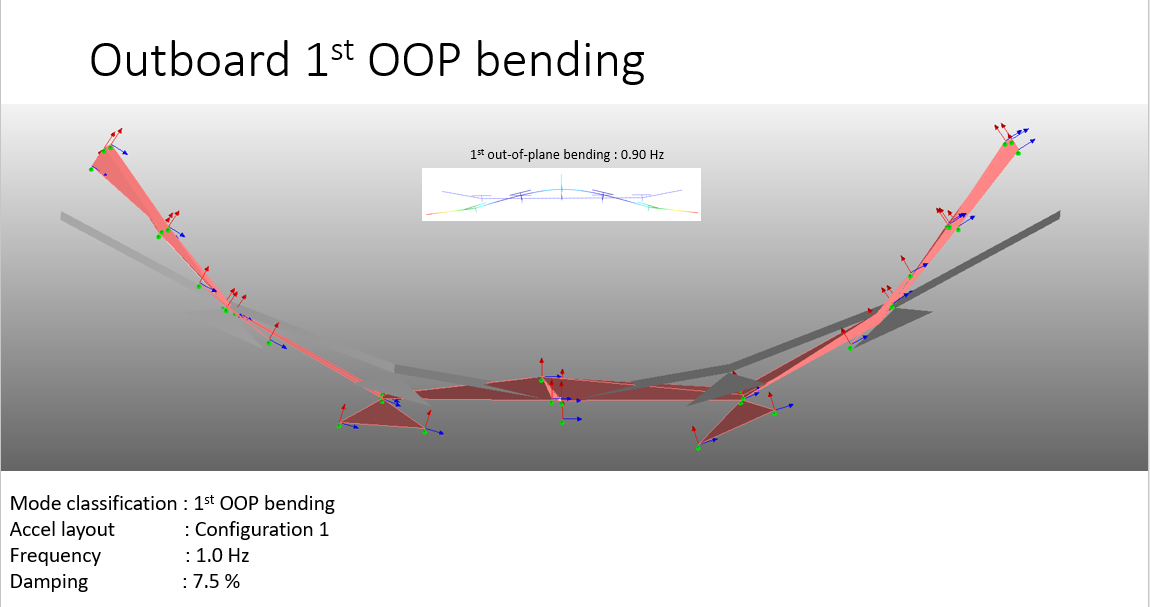 Outboard 1st OOP bending
1st out-of-plane bending : 0.90 Hz
Mode classification : 1st OOP bending
Accel layout : Configuration 1
Frequency : 1.0 Hz
Damping : 7.5 %